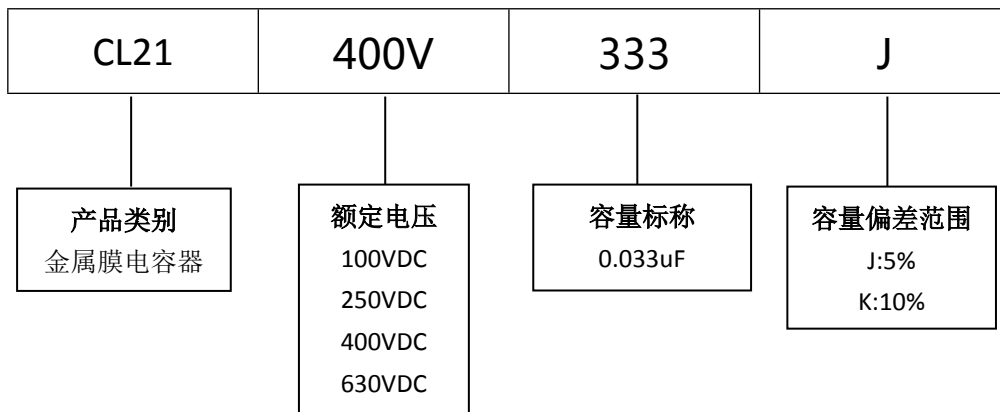 CL21 400V 333 J
产品类别
金属膜电容器
额定电压
100VDC
250VDC
400VDC
630VDC
容量标称
0.033uF
容量偏差范围
J:5%
K:10%